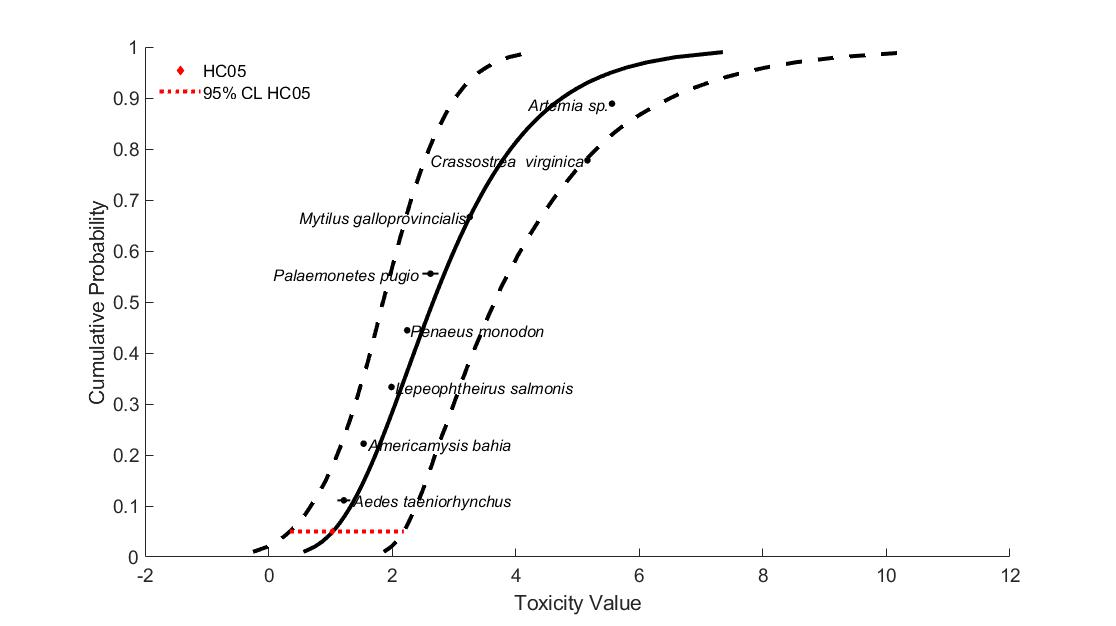 1
HC05
95% CL HC05
0.9
Artemia sp.
0.8
Crassostrea virginica
0.7
Mytilus galloprovincialis
0.6
Palaemonetes pugio
0.5
Penaeus monodon
0.4
Lepeophtheirus salmonis
0.3
Americamysis bahia
0.2
Aedes taeniorhynchus
0.1
0
Cumulative Probability
-2 0 2 4 6 8 10 12
Toxicity Value